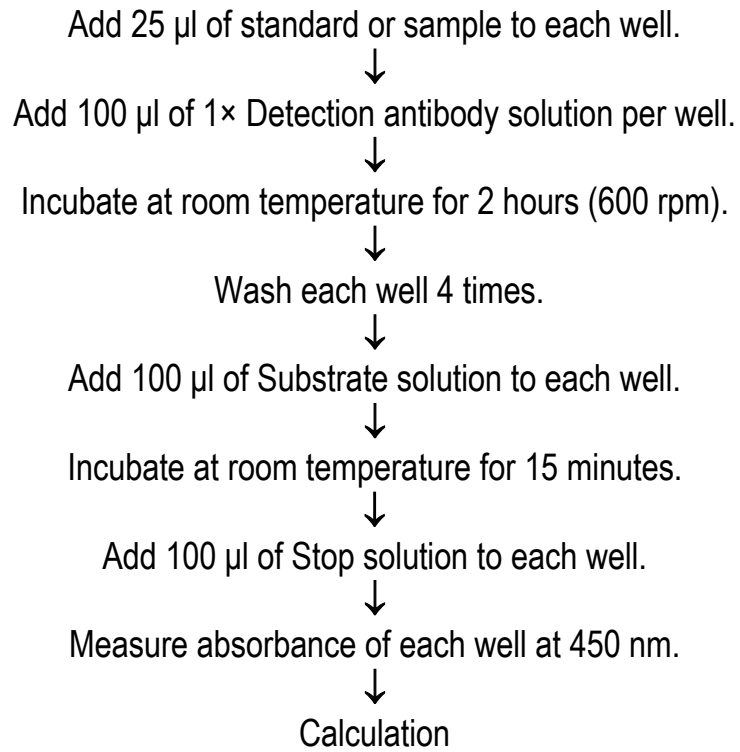 Add 25 μl of standard or sample to each well.
↓
Add 100 μl of 1× Detection antibody solution per well.
↓
Incubate at room temperature for 2 hours (600 rpm).
↓
Wash each well 4 times.
↓
Add 100 μl of Substrate solution to each well.
↓
Incubate at room temperature for 15 minutes.
↓
Add 100 μl of Stop solution to each well.
↓
Measure absorbance of each well at 450 nm.
↓
Calculation